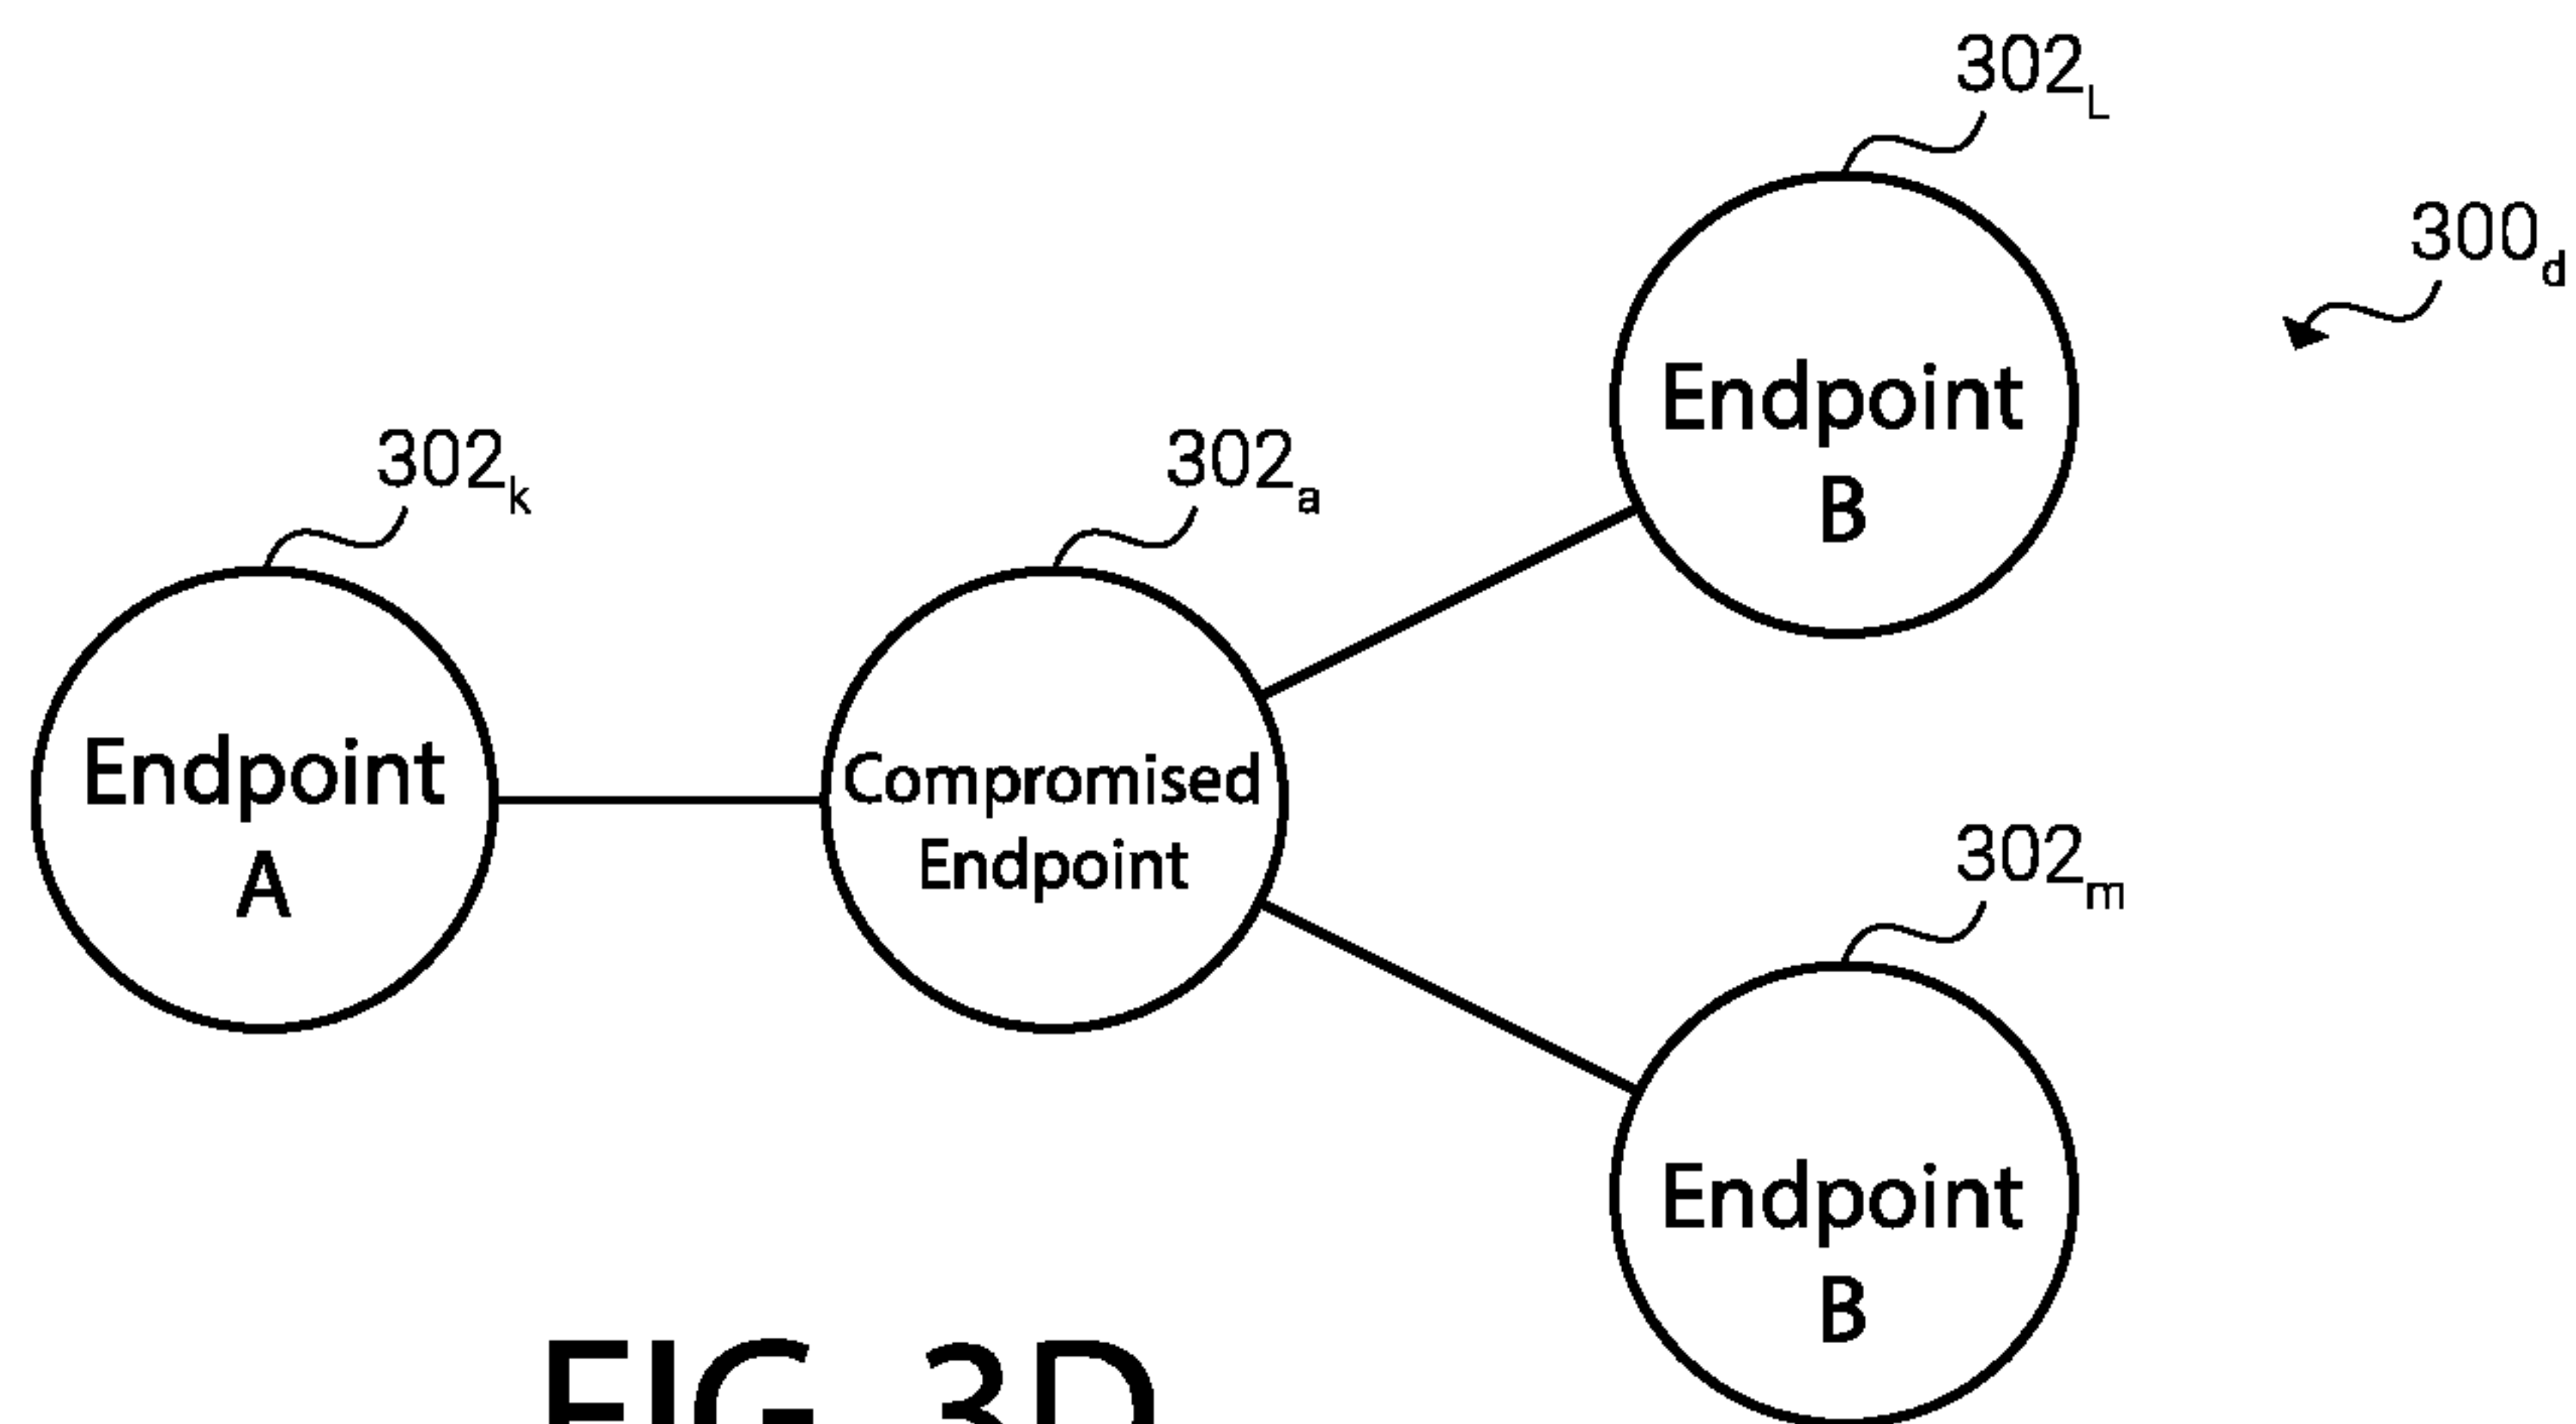 302L
300d
302k
302a
Endpoint
B
Endpoint
A
Compromised
Endpoint
302m
Endpoint
B
FIG. 3D